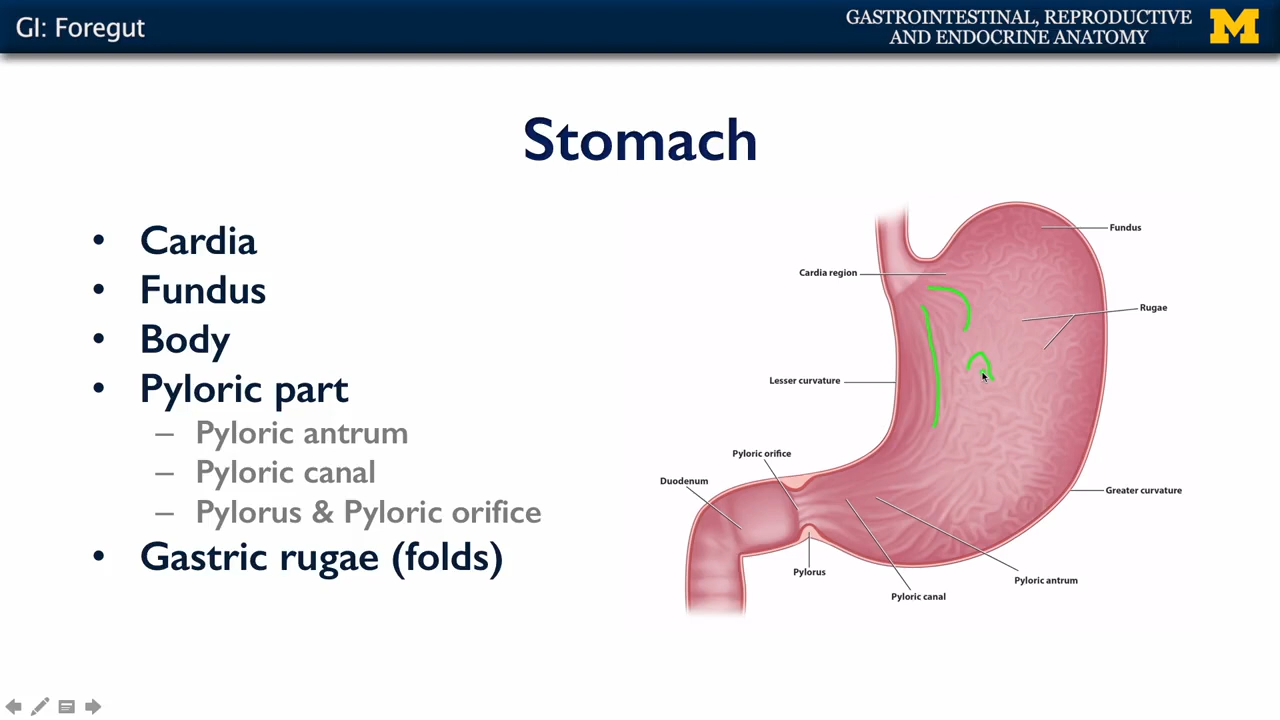 GI: Foregut
GASTROINTESTINAL, REPRODUCTIVE
AND ENDOCRINE ANATOMY
M
Stomach
• Cardia
• Fundus
• Body
• Pyloric part
– Pyloric antrum
– Pyloric canal
– Pylorus & Pyloric orifice
• Gastric rugae (folds)
Fundus
Cardia region
Rugae
Lesser curvature
Pyloric orifice
Duodenum
Greater curvature
Pylorus
Pyloric antrum
Pyloric canal